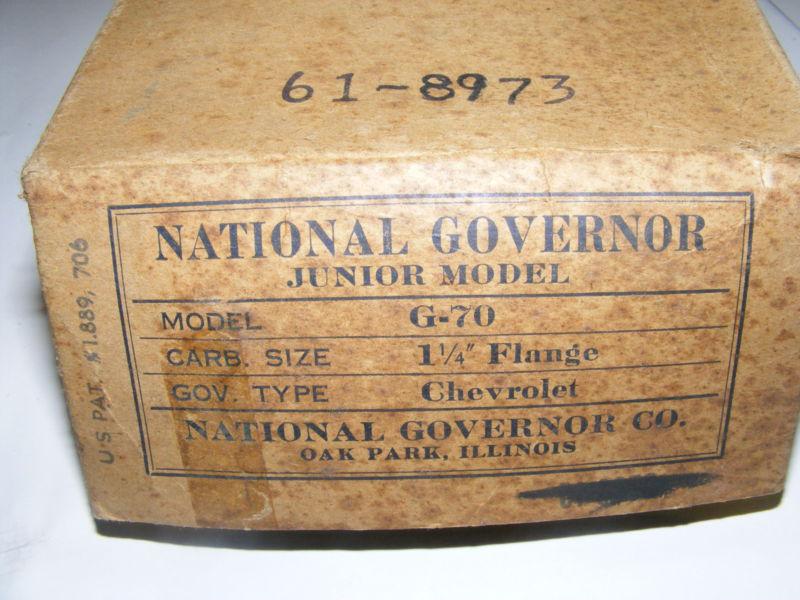 61-8973
NATIONAL GOVERNOR
JUNIOR MODEL
MODEL G-70
CARB. SIZE 1¼" Flange
GOV. TYPE Chevrolet
NATIONAL GOVERNOR CO.
OAK PARK, ILLINOIS
U.S. PAT. #1.889, 706